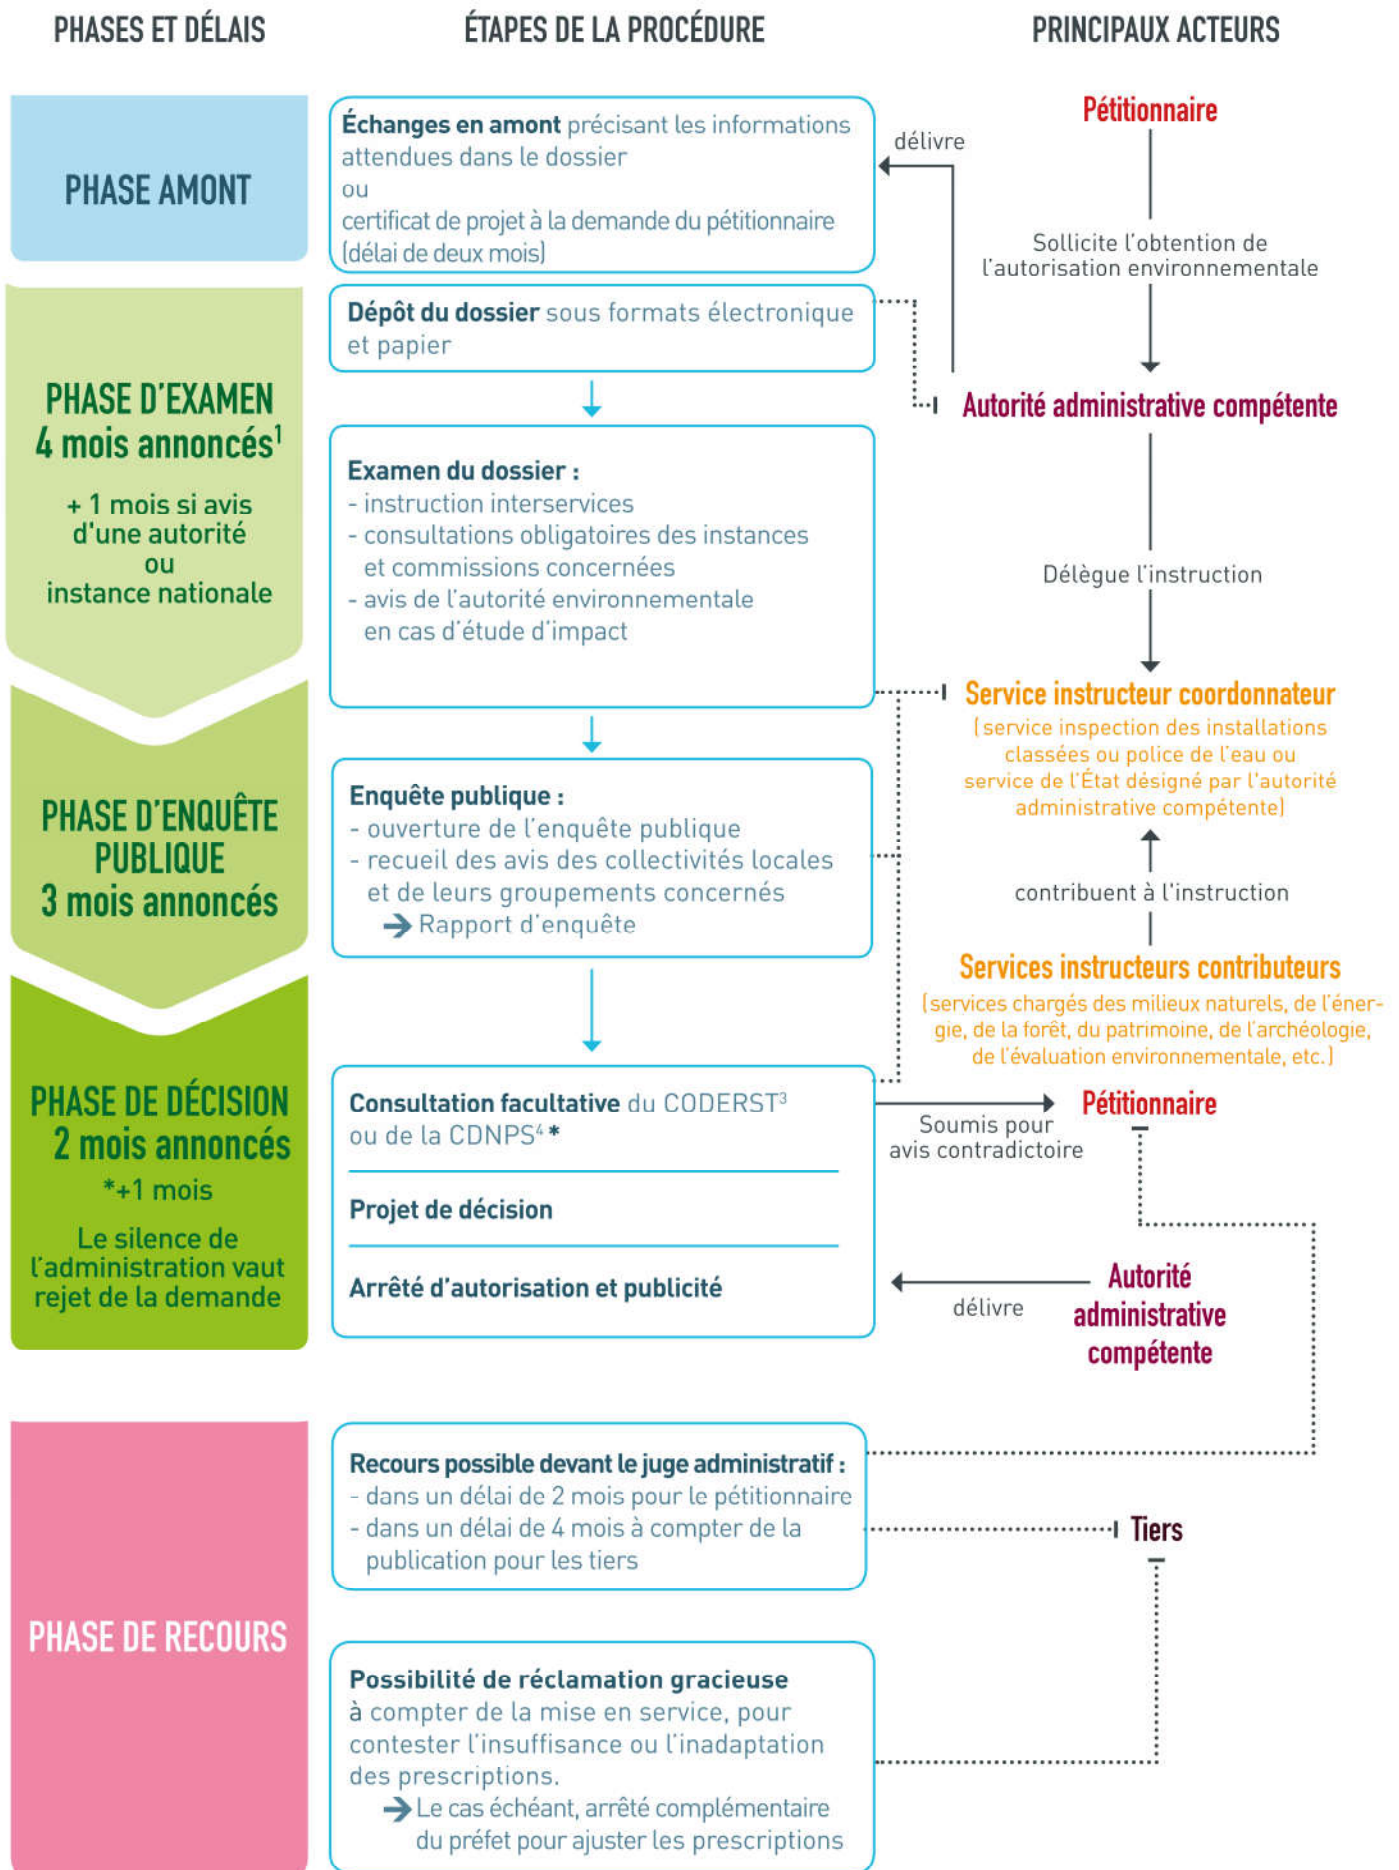 PHASES ET DÉLAIS
ÉTAPES DE LA PROCÉDURE
PRINCIPAUX ACTEURS
PHASE AMONT
Échanges en amont précisant les informations
attendues dans le dossier
ou
certificat de projet à la demande du pétitionnaire
(délai de deux mois)
délivre
Pétitionnaire
Sollicite l'obtention de
l'autorisation environnementale
PHASE D'EXAMEN
4 mois annoncés¹
+ 1 mois si avis
d'une autorité
ou
instance nationale
Dépôt du dossier sous formats électronique
et papier
Autorité administrative compétente
Examen du dossier :
- instruction interservices
- consultations obligatoires des instances
et commissions concernées
- avis de l'autorité environnementale
en cas d'étude d'impact
Délègue l'instruction
Service instructeur coordonnateur
(service inspection des installations
classées ou police de l'eau ou
service de l'État désigné par l'autorité
administrative compétente)
PHASE D'ENQUÊTE
PUBLIQUE
3 mois annoncés
Enquête publique :
- ouverture de l'enquête publique
- recueil des avis des collectivités locales
et de leurs groupements concernés
→ Rapport d'enquête
contribuent à l'instruction
Services instructeurs contributeurs
(services chargés des milieux naturels, de l'éner-
gie, de la forêt, du patrimoine, de l'archéologie,
de l'évaluation environnementale, etc.)
PHASE DE DÉCISION
2 mois annoncés
*+1 mois
Le silence de
l'administration vaut
rejet de la demande
Consultation facultative du CODERST³
ou de la CDNPS⁴ *
Projet de décision
Arrêté d'autorisation et publicité
Soumis pour
avis contradictoire
Pétitionnaire
délivre
Autorité
administrative
compétente
PHASE DE RECOURS
Recours possible devant le juge administratif :
- dans un délai de 2 mois pour le pétitionnaire
- dans un délai de 4 mois à compter de la
publication pour les tiers
Tiers
Possibilité de réclamation gracieuse
à compter de la mise en service, pour
contester l'insuffisance ou l'inadaptation
des prescriptions.
→ Le cas échéant, arrêté complémentaire
du préfet pour ajuster les prescriptions